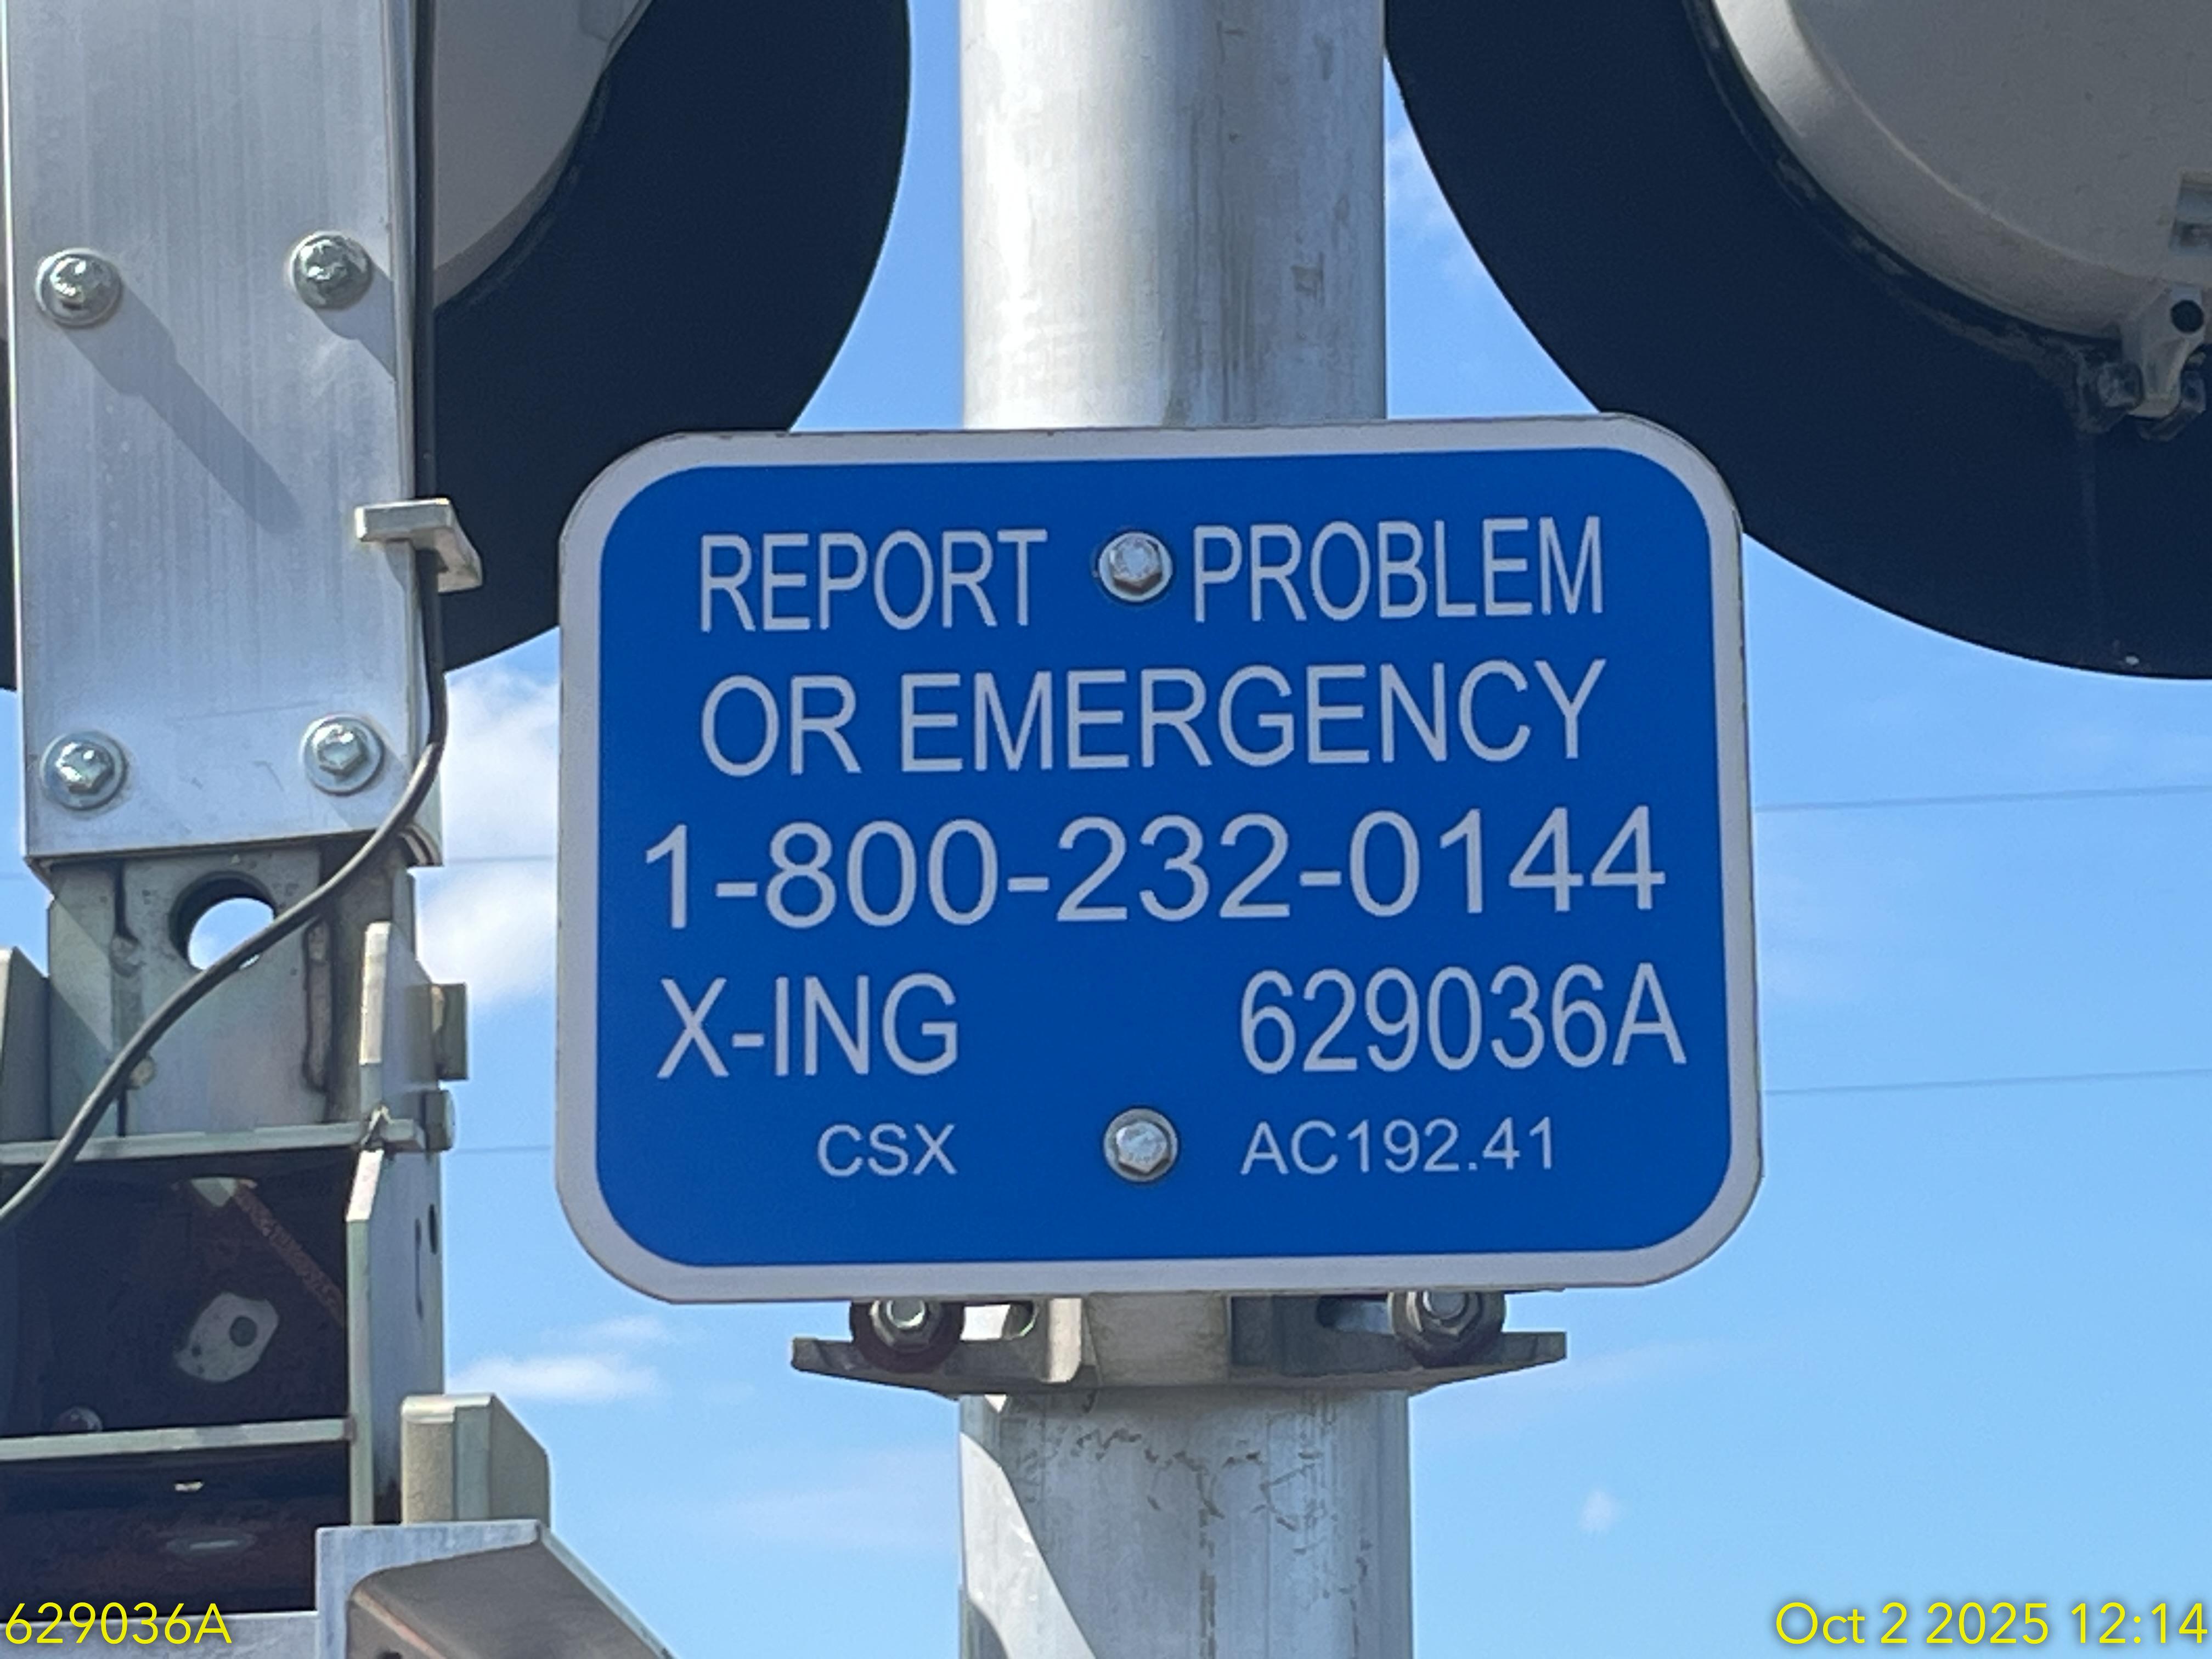 REPORT PROBLEM
OR EMERGENCY
1-800-232-0144
X-ING 629036A
CSX AC192.41
629036A
Oct 2 2025 12:14